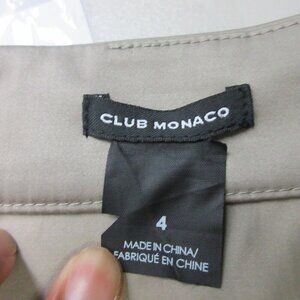 CLUB MONACO
4
MADE IN CHINA/
FABRIQUÉ EN CHINE